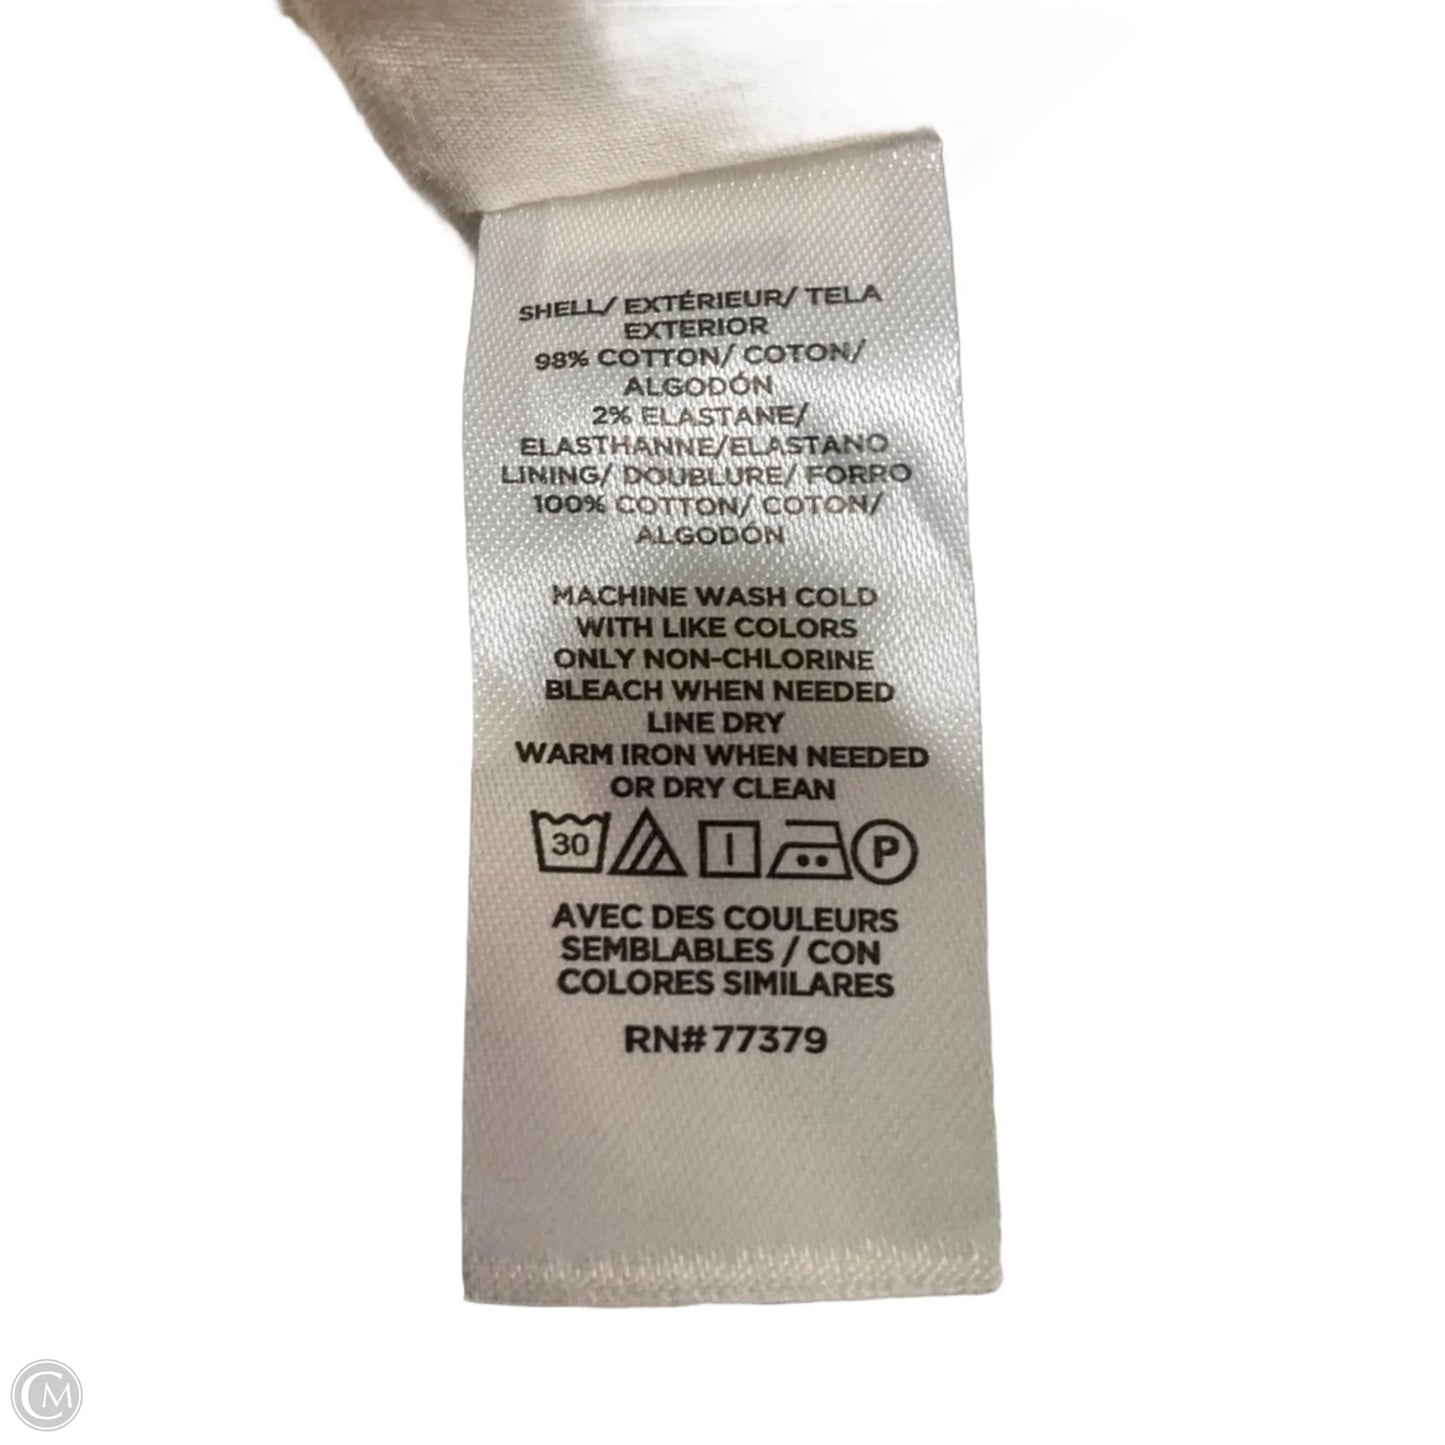 SHELL/ EXTÉRIEUR/ TELA
EXTERIOR
98% COTTON/ COTON/
ALGODÓN
2% ELASTANE/
ELASTHANNE/ELASTANO
LINING/ DOUBLURE/ FORRO
100% COTTON/ COTON/
ALGODÓN
MACHINE WASH COLD
WITH LIKE COLORS
ONLY NON-CHLORINE
BLEACH WHEN NEEDED
LINE DRY
WARM IRON WHEN NEEDED
OR DRY CLEAN
30 P
AVEC DES COULEURS
SEMBLABLES / CON
COLORES SIMILARES
RN# 77379
CM